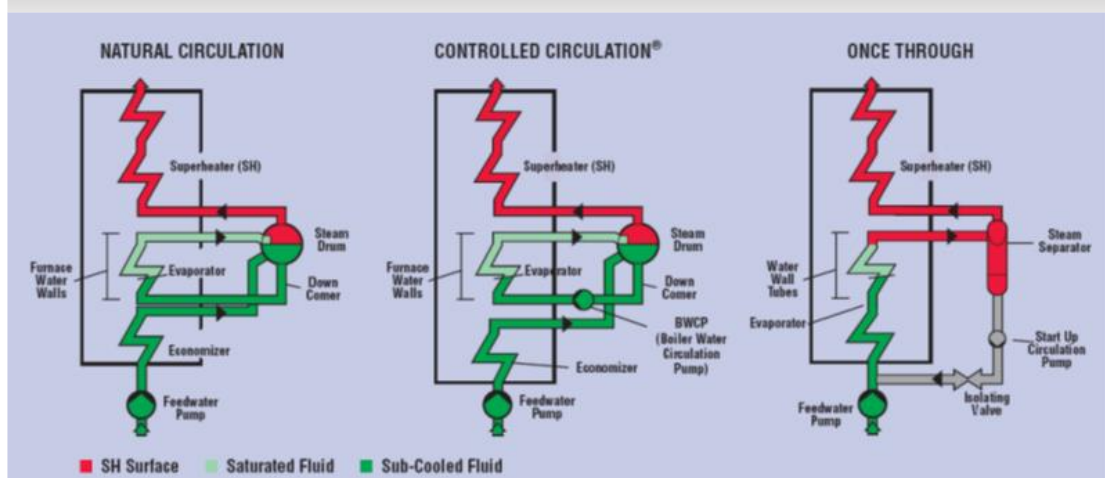 NATURAL CIRCULATION
Superheater (SH)
Steam
Drum
Furnace
Water
Walls
Evaporator
Down
Comer
Economizer
Feedwater
Pump
CONTROLLED CIRCULATION®
Superheater (SH)
Steam
Drum
Furnace
Water
Walls
Evaporator
Down
Comer
BWCP
(Boiler Water
Circulation
Pump)
Economizer
Feedwater
Pump
ONCE THROUGH
Superheater (SH)
Steam
Separator
Water
Wall
Tubes
Evaporator
Start Up
Circulation
Pump
Isolating
Valve
Feedwater
Pump
SH Surface
Saturated Fluid
Sub-Cooled Fluid